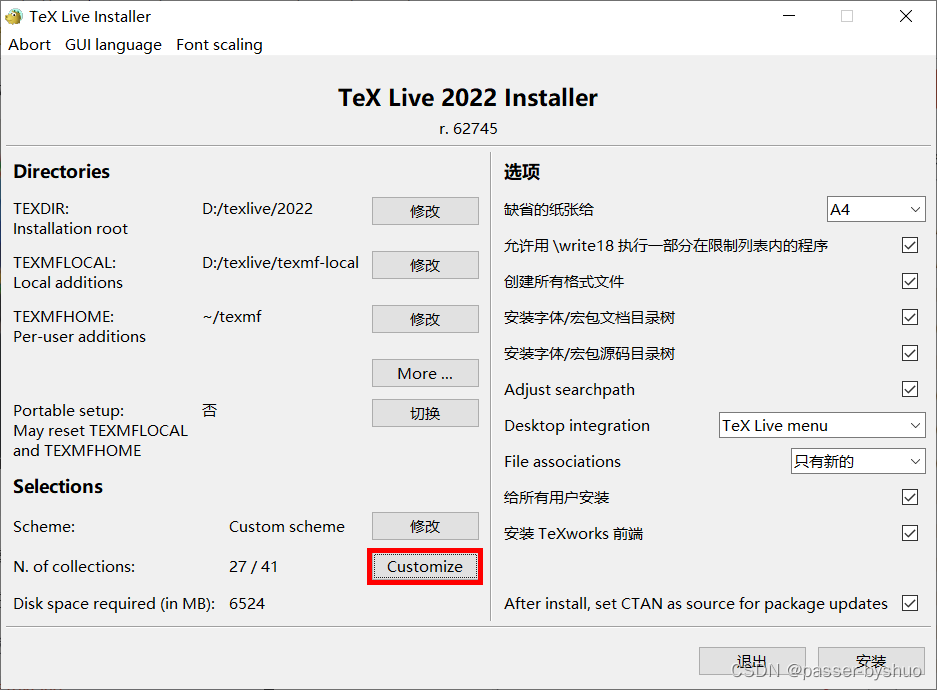 TeX Live Installer
Abort GUI language Font scaling
TeX Live 2022 Installer
r. 62745
Directories
TEXDIR: D:/texlive/2022 修改
Installation root
TEXMFLOCAL: D:/texlive/texmf-local 修改
Local additions
TEXMFHOME: ~/texmf 修改
Per-user additions
More ...
Portable setup: 否 切换
May reset TEXMFLOCAL
and TEXMFHOME
Selections
Scheme: Custom scheme 修改
N. of collections: 27 / 41 Customize
Disk space required (in MB): 6524
选项
缺省的纸张给 A4
允许用 \write18 执行一部分在限制列表内的程序
创建所有格式文件
安装字体/宏包文档目录树
安装字体/宏包源码目录树
Adjust searchpath
Desktop integration TeX Live menu
File associations 只有新的
给所有用户安装
安装 TeXworks 前端
After install, set CTAN as source for package updates
退出 安装
CSDN @passer-byshuo